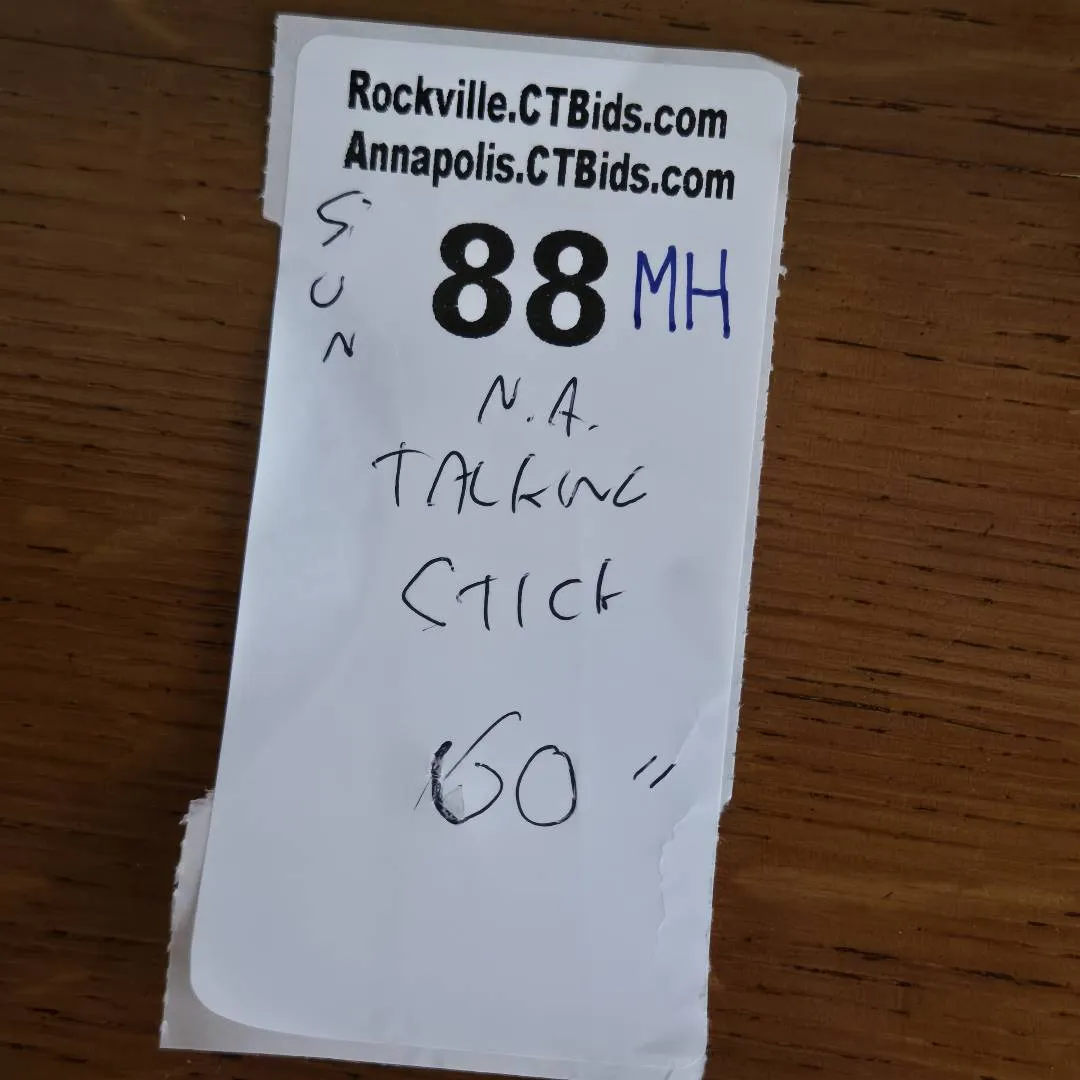 Rockville.CTBids.com
Annapolis.CTBids.com
SUN
88 MH
N.A.
TALKING
STICK
60"